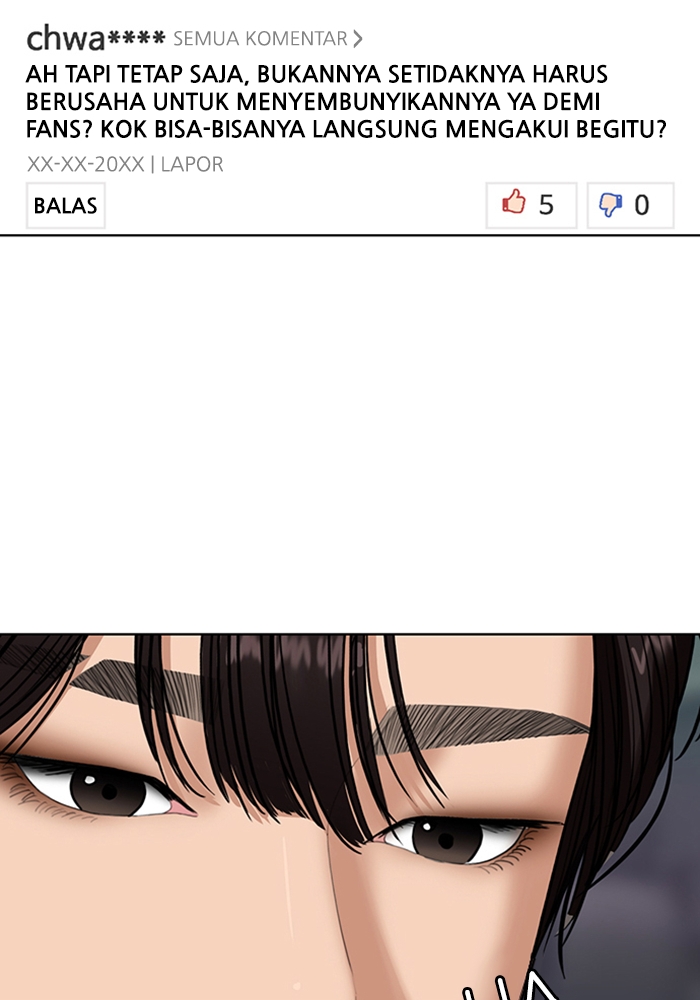 chwa**** SEMUA KOMENTAR >
AH TAPI TETAP SAJA, BUKANNYA SETIDAKNYA HARUS
BERUSAHA UNTUK MENYEMBUNYIKANNYA YA DEMI
FANS? KOK BISA-BISANYA LANGSUNG MENGAKUI BEGITU?
XX-XX-20XX | LAPOR
BALAS 5 0